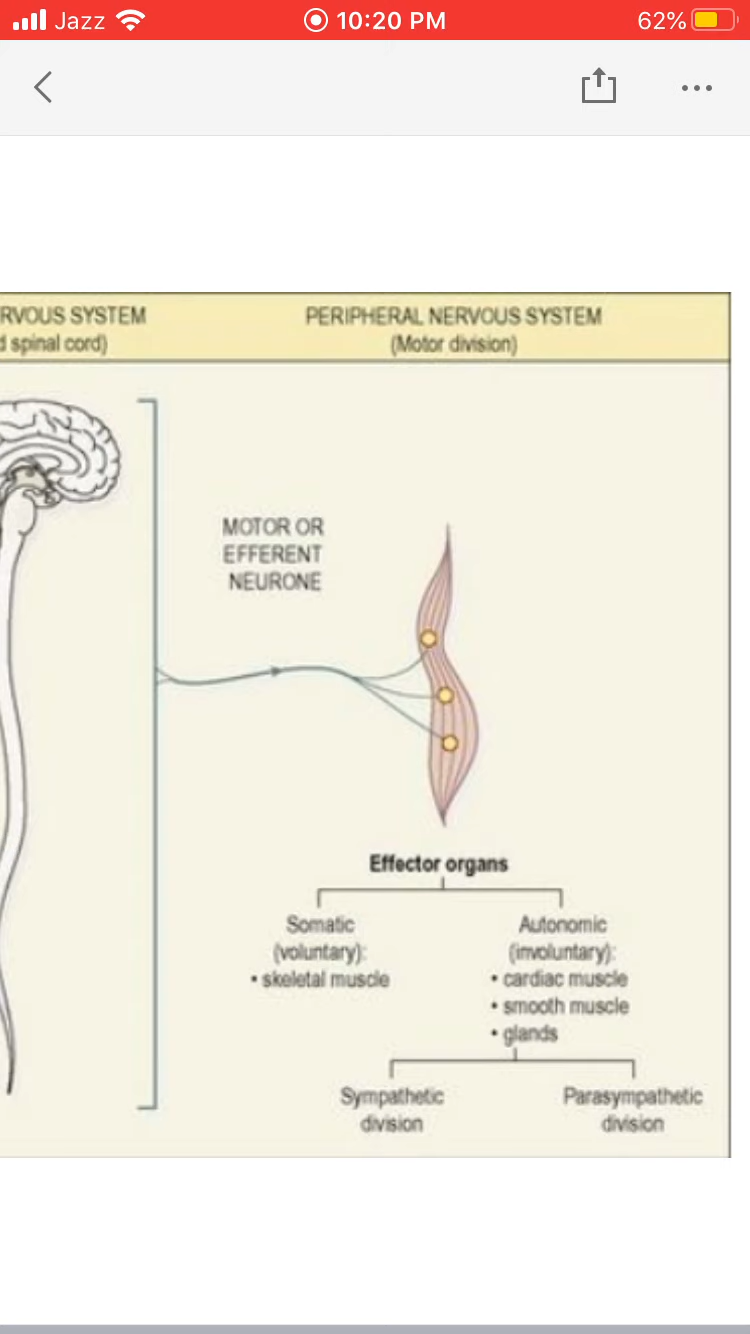 Jazz 10:20 PM 62%
RVOUS SYSTEM
d spinal cord)
PERIPHERAL NERVOUS SYSTEM
(Motor division)
MOTOR OR
EFFERENT
NEURONE
Effector organs
Somatic
(voluntary):
• skeletal muscle
Autonomic
(involuntary):
• cardiac muscle
• smooth muscle
• glands
Sympathetic
division
Parasympathetic
division